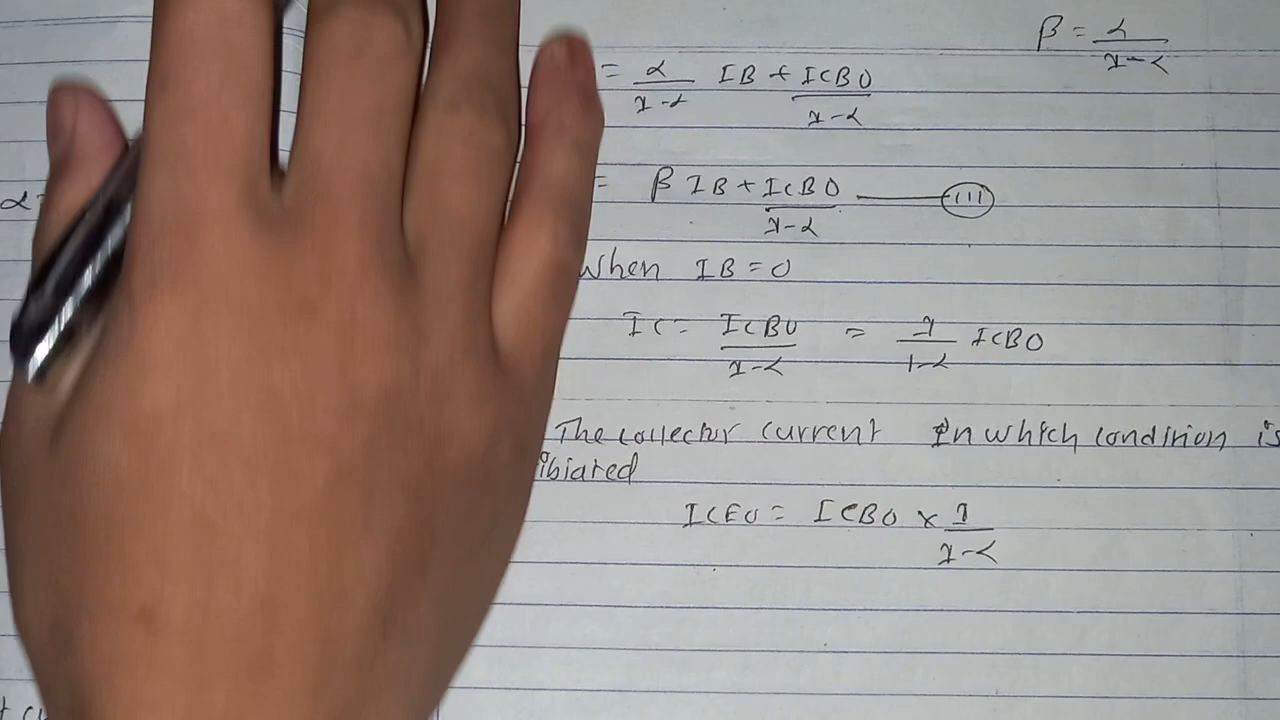 β = α / 1-α
= α / 1-α IB + ICBO / 1-α
α
= β IB + ICBO / 1-α —— (III)
when IB = 0
IC = ICBO / 1-α = 1 / 1-α ICBO
The collector current In which condition is
ICEO = ICBO × 1 / 1-α